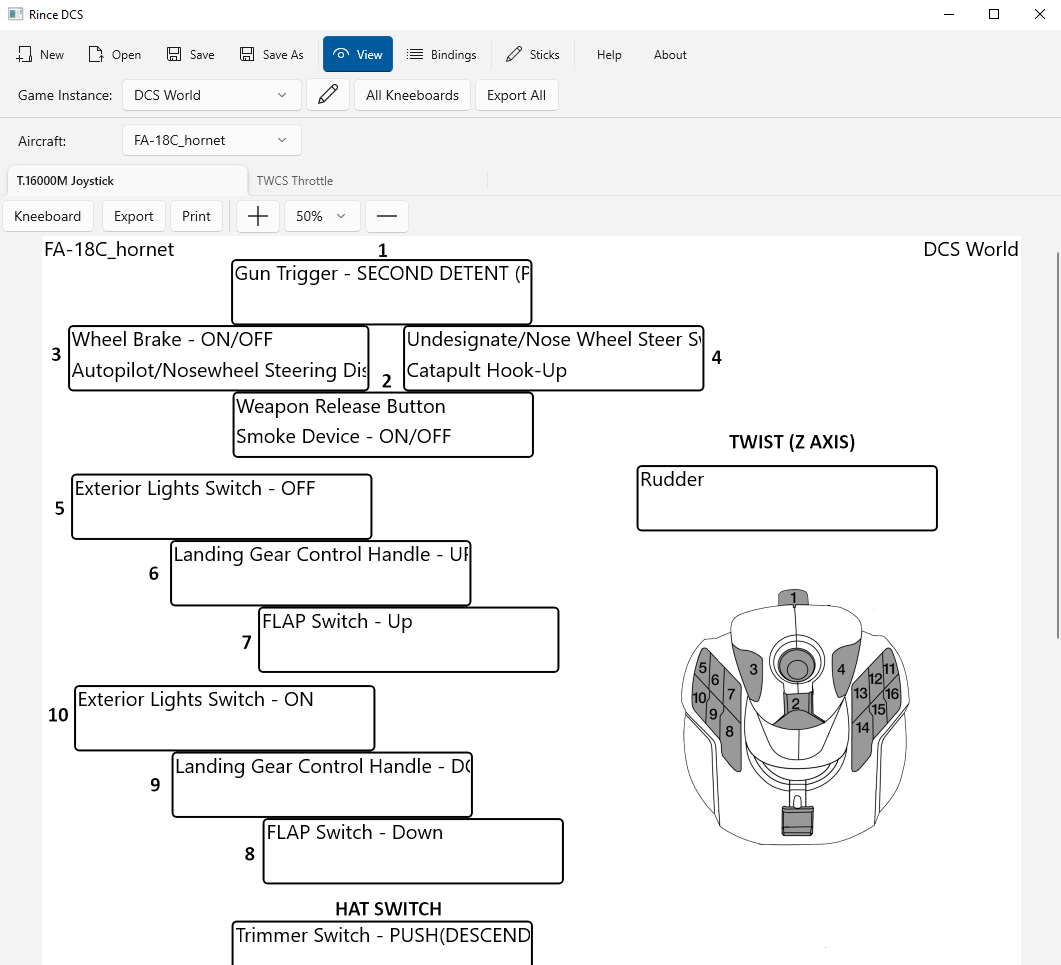 Rince DCS
New Open Save Save As View Bindings Sticks Help About
Game Instance: DCS World All Kneeboards Export All
Aircraft: FA-18C_hornet
T.16000M Joystick TWCS Throttle
Kneeboard Export Print 50%
FA-18C_hornet 1 DCS World
Gun Trigger - SECOND DETENT (
3
Wheel Brake - ON/OFF
Autopilot/Nosewheel Steering
Undesignate/Nose Wheel Steer
Catapult Hook-Up
4
2
Weapon Release Button
Smoke Device - ON/OFF
TWIST (Z AXIS)
Rudder
5
Exterior Lights Switch - OFF
6
Landing Gear Control Handle -
7
FLAP Switch - Up
10
Exterior Lights Switch - ON
9
Landing Gear Control Handle -
8
FLAP Switch - Down
HAT SWITCH
Trimmer Switch - PUSH(DESCEND
1
3 4
5 6 7
10 9 8
2
11 12 13
16 15 14